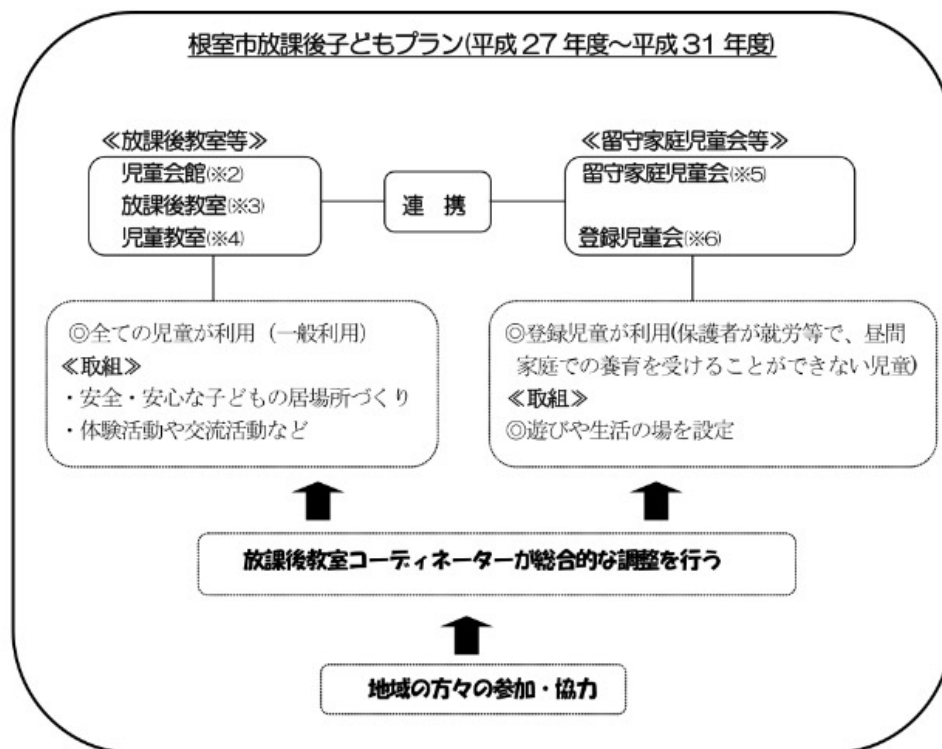 根室市放課後子どもプラン(平成27年度～平成31年度)
≪放課後教室等≫
児童会館(※2)
放課後教室(※3)
児童教室(※4)
連 携
≪留守家庭児童会等≫
留守家庭児童会(※5)
登録児童会(※6)
◎全ての児童が利用（一般利用）
≪取組≫
・安全・安心な子どもの居場所づくり
・体験活動や交流活動など
◎登録児童が利用(保護者が就労等で、昼間
家庭での養育を受けることができない児童)
≪取組≫
◎遊びや生活の場を設定
放課後教室コーディネーターが総合的な調整を行う
地域の方々の参加・協力